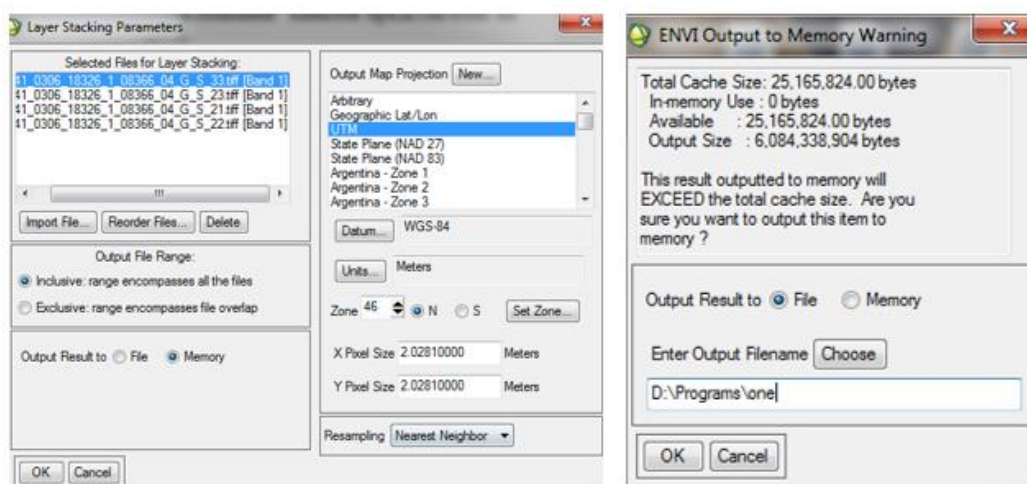 Layer Stacking Parameters
Selected Files for Layer Stacking:
41_0306_18326_1_08366_04_G_S_33.tiff [Band 1]
41_0306_18326_1_08366_04_G_S_23.tiff [Band 1]
41_0306_18326_1_08366_04_G_S_21.tiff [Band 1]
41_0306_18326_1_08366_04_G_S_22.tiff [Band 1]
Import File... Reorder Files... Delete
Output File Range:
Inclusive: range encompasses all the files
Exclusive: range encompasses file overlap
Output Result to File Memory
OK Cancel
Output Map Projection New...
Arbitrary
Geographic Lat/Lon
UTM
State Plane (NAD 27)
State Plane (NAD 83)
Argentina - Zone 1
Argentina - Zone 2
Argentina - Zone 3
Datum... WGS-84
Units... Meters
Zone 46 N S Set Zone...
X Pixel Size 2.02810000 Meters
Y Pixel Size 2.02810000 Meters
Resampling Nearest Neighbor
ENVI Output to Memory Warning
Total Cache Size: 25,165,824.00 bytes
In-memory Use : 0 bytes
Available : 25,165,824.00 bytes
Output Size : 6,084,338,904 bytes
This result outputted to memory will
EXCEED the total cache size. Are you
sure you want to output this item to
memory ?
Output Result to File Memory
Enter Output Filename Choose
D:\Programs\one
OK Cancel